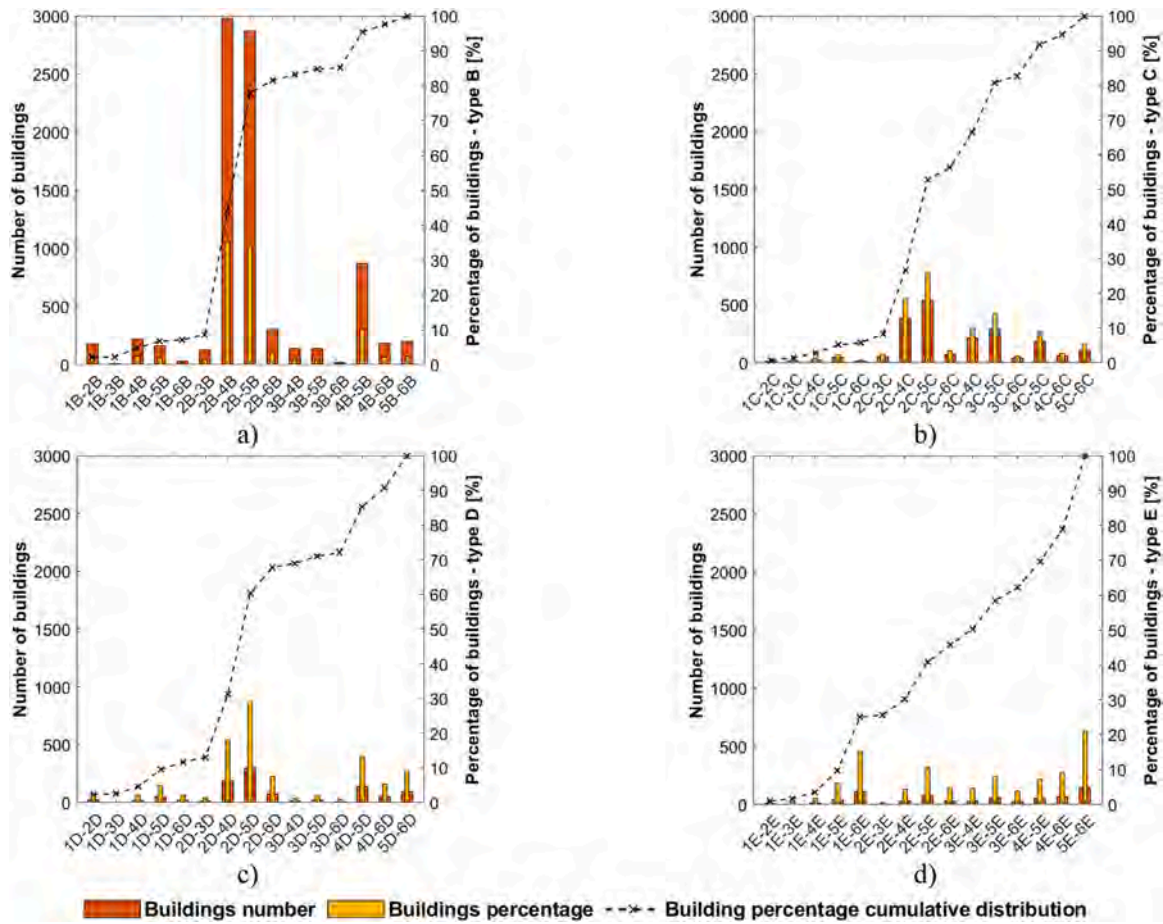 3000
2500
2000
1500
1000
500
0
Number of buildings
100
90
80
70
60
50
40
30
20
10
0
Percentage of buildings - type B [%]
1B-2B
1B-3B
1B-4B
1B-5B
1B-6B
2B-3B
2B-4B
2B-5B
2B-6B
3B-4B
3B-5B
3B-6B
4B-5B
4B-6B
5B-6B
a)
3000
2500
2000
1500
1000
500
0
Number of buildings
100
90
80
70
60
50
40
30
20
10
0
Percentage of buildings - type C [%]
1C-2C
1C-3C
1C-4C
1C-5C
1C-6C
2C-3C
2C-4C
2C-5C
2C-6C
3C-4C
3C-5C
3C-6C
4C-5C
4C-6C
5C-6C
b)
3000
2500
2000
1500
1000
500
0
Number of buildings
100
90
80
70
60
50
40
30
20
10
0
Percentage of buildings - type D [%]
1D-2D
1D-3D
1D-4D
1D-5D
1D-6D
2D-3D
2D-4D
2D-5D
2D-6D
3D-4D
3D-5D
3D-6D
4D-5D
4D-6D
5D-6D
c)
3000
2500
2000
1500
1000
500
0
Number of buildings
100
90
80
70
60
50
40
30
20
10
0
Percentage of buildings - type E [%]
1E-2E
1E-3E
1E-4E
1E-5E
1E-6E
2E-3E
2E-4E
2E-5E
2E-6E
3E-4E
3E-5E
3E-6E
4E-5E
4E-6E
5E-6E
d)
Buildings number Buildings percentage Building percentage cumulative distribution